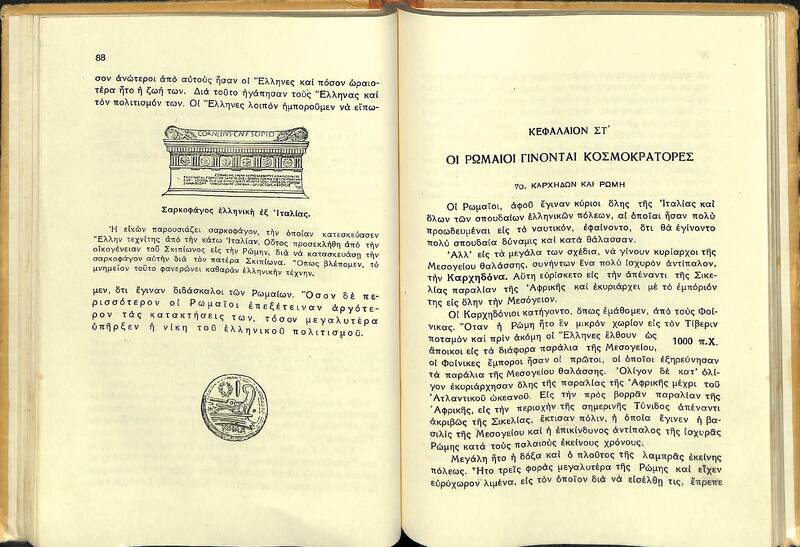 88
σον ἀνώτεροι ἀπὸ αὐτοὺς ἦσαν οἱ Ἕλληνες καὶ πόσον ὡραιο-
τέρα ἦτο ἡ ζωή των. Διὰ τοῦτο ἠγάπησαν τοὺς Ἕλληνας καὶ
τὸν πολιτισμόν των. Οἱ Ἕλληνες λοιπὸν ἠμποροῦμεν νὰ εἴπω-
Σαρκοφάγος ἑλληνικὴ ἐξ Ἰταλίας.
Ἡ εἰκὼν παρουσιάζει σαρκοφάγον, τὴν ὁποίαν κατεσκεύασεν
Ἕλλην τεχνίτης ἀπὸ τὴν κάτω Ἰταλίαν. Οὗτος προσεκλήθη ἀπὸ τὴν
οἰκογένειαν τοῦ Σκιπίωνος εἰς τὴν Ρώμην, διὰ νὰ κατασκευάσῃ τὴν
σαρκοφάγον αὐτὴν διὰ τὸν πατέρα Σκιπίωνα. Ὅπως βλέπομεν, τὸ
μνημεῖον τοῦτο φανερώνει καθαρὰν ἑλληνικὴν τέχνην.
μεν, ὅτι ἔγιναν διδάσκαλοι τῶν Ρωμαίων. Ὅσον δὲ πε-
ρισσότερον οἱ Ρωμαῖοι ἐπεξέτειναν ἀργότε-
ρον τὰς κατακτήσεις των, τόσον μεγαλυτέρα
ὑπῆρξεν ἡ νίκη τοῦ ἑλληνικοῦ πολιτισμοῦ.
ROMA
ΚΕΦΑΛΑΙΟΝ ΣΤ΄
ΟΙ ΡΩΜΑΙΟΙ ΓΙΝΟΝΤΑΙ ΚΟΣΜΟΚΡΑΤΟΡΕΣ
70. ΚΑΡΧΗΔΩΝ ΚΑΙ ΡΩΜΗ
Οἱ Ρωμαῖοι, ἀφοῦ ἔγιναν κύριοι ὅλης τῆς Ἰταλίας καὶ
ὅλων τῶν σπουδαίων ἑλληνικῶν πόλεων, αἱ ὁποῖαι ἦσαν πολὺ
προωδευμέναι εἰς τὸ ναυτικόν, ἐφαίνοντο, ὅτι θὰ ἐγίνοντο
πολὺ σπουδαία δύναμις καὶ κατὰ θάλασσαν.
Ἀλλ' εἰς τὰ μεγάλα των σχέδια, νὰ γίνουν κυρίαρχοι τῆς
Μεσογείου θαλάσσης, συνήντων ἕνα πολὺ ἰσχυρὸν ἀντίπαλον,
τὴν Καρχηδόνα. Αὕτη εὑρίσκετο εἰς τὴν ἀπέναντι τῆς Σικε-
λίας παραλίαν τῆς Ἀφρικῆς καὶ ἐκυριάρχει μὲ τὸ ἐμπόριόν
της εἰς ὅλην τὴν Μεσόγειον.
Οἱ Καρχηδόνιοι κατήγοντο, ὅπως ἐμάθομεν, ἀπὸ τοὺς Φοί-
νικας. Ὅταν ἡ Ρώμη ἦτο ἓν μικρὸν χωρίον εἰς τὸν Τίβεριν
ποταμὸν καὶ πρὶν ἀκόμη οἱ Ἕλληνες ἔλθουν ὡς
ἄποικοι εἰς τὰ διάφορα παράλια τῆς Μεσογείου, 1000 π.Χ.
οἱ Φοίνικες ἔμποροι ἦσαν οἱ πρῶτοι, οἱ ὁποῖοι ἐξηρεύνησαν
τὰ παράλια τῆς Μεσογείου θαλάσσης. Ὀλίγον δὲ κατ' ὀλί-
γον ἐκυριάρχησαν ὅλης τῆς παραλίας τῆς Ἀφρικῆς μέχρι τοῦ
Ἀτλαντικοῦ ὠκεανοῦ. Εἰς τὴν πρὸς βορρᾶν παραλίαν τῆς
Ἀφρικῆς, εἰς τὴν περιοχὴν τῆς σημερινῆς Τύνιδος ἀπέναντι
ἀκριβῶς τῆς Σικελίας, ἔκτισαν πόλιν, ἡ ὁποία ἔγινεν ἡ βα-
σιλὶς τῆς Μεσογείου καὶ ἡ ἐπικίνδυνος ἀντίπαλος τῆς ἰσχυρᾶς
Ρώμης κατὰ τοὺς παλαιοὺς ἐκείνους χρόνους.
Μεγάλη ἦτο ἡ δόξα καὶ ὁ πλοῦτος τῆς λαμπρᾶς ἐκείνης
πόλεως. Ἦτο τρεῖς φορὰς μεγαλυτέρα τῆς Ρώμης καὶ εἶχεν
εὐρύχωρον λιμένα, εἰς τὸν ὁποῖον διὰ νὰ εἰσέλθῃ τις, ἔπρεπε